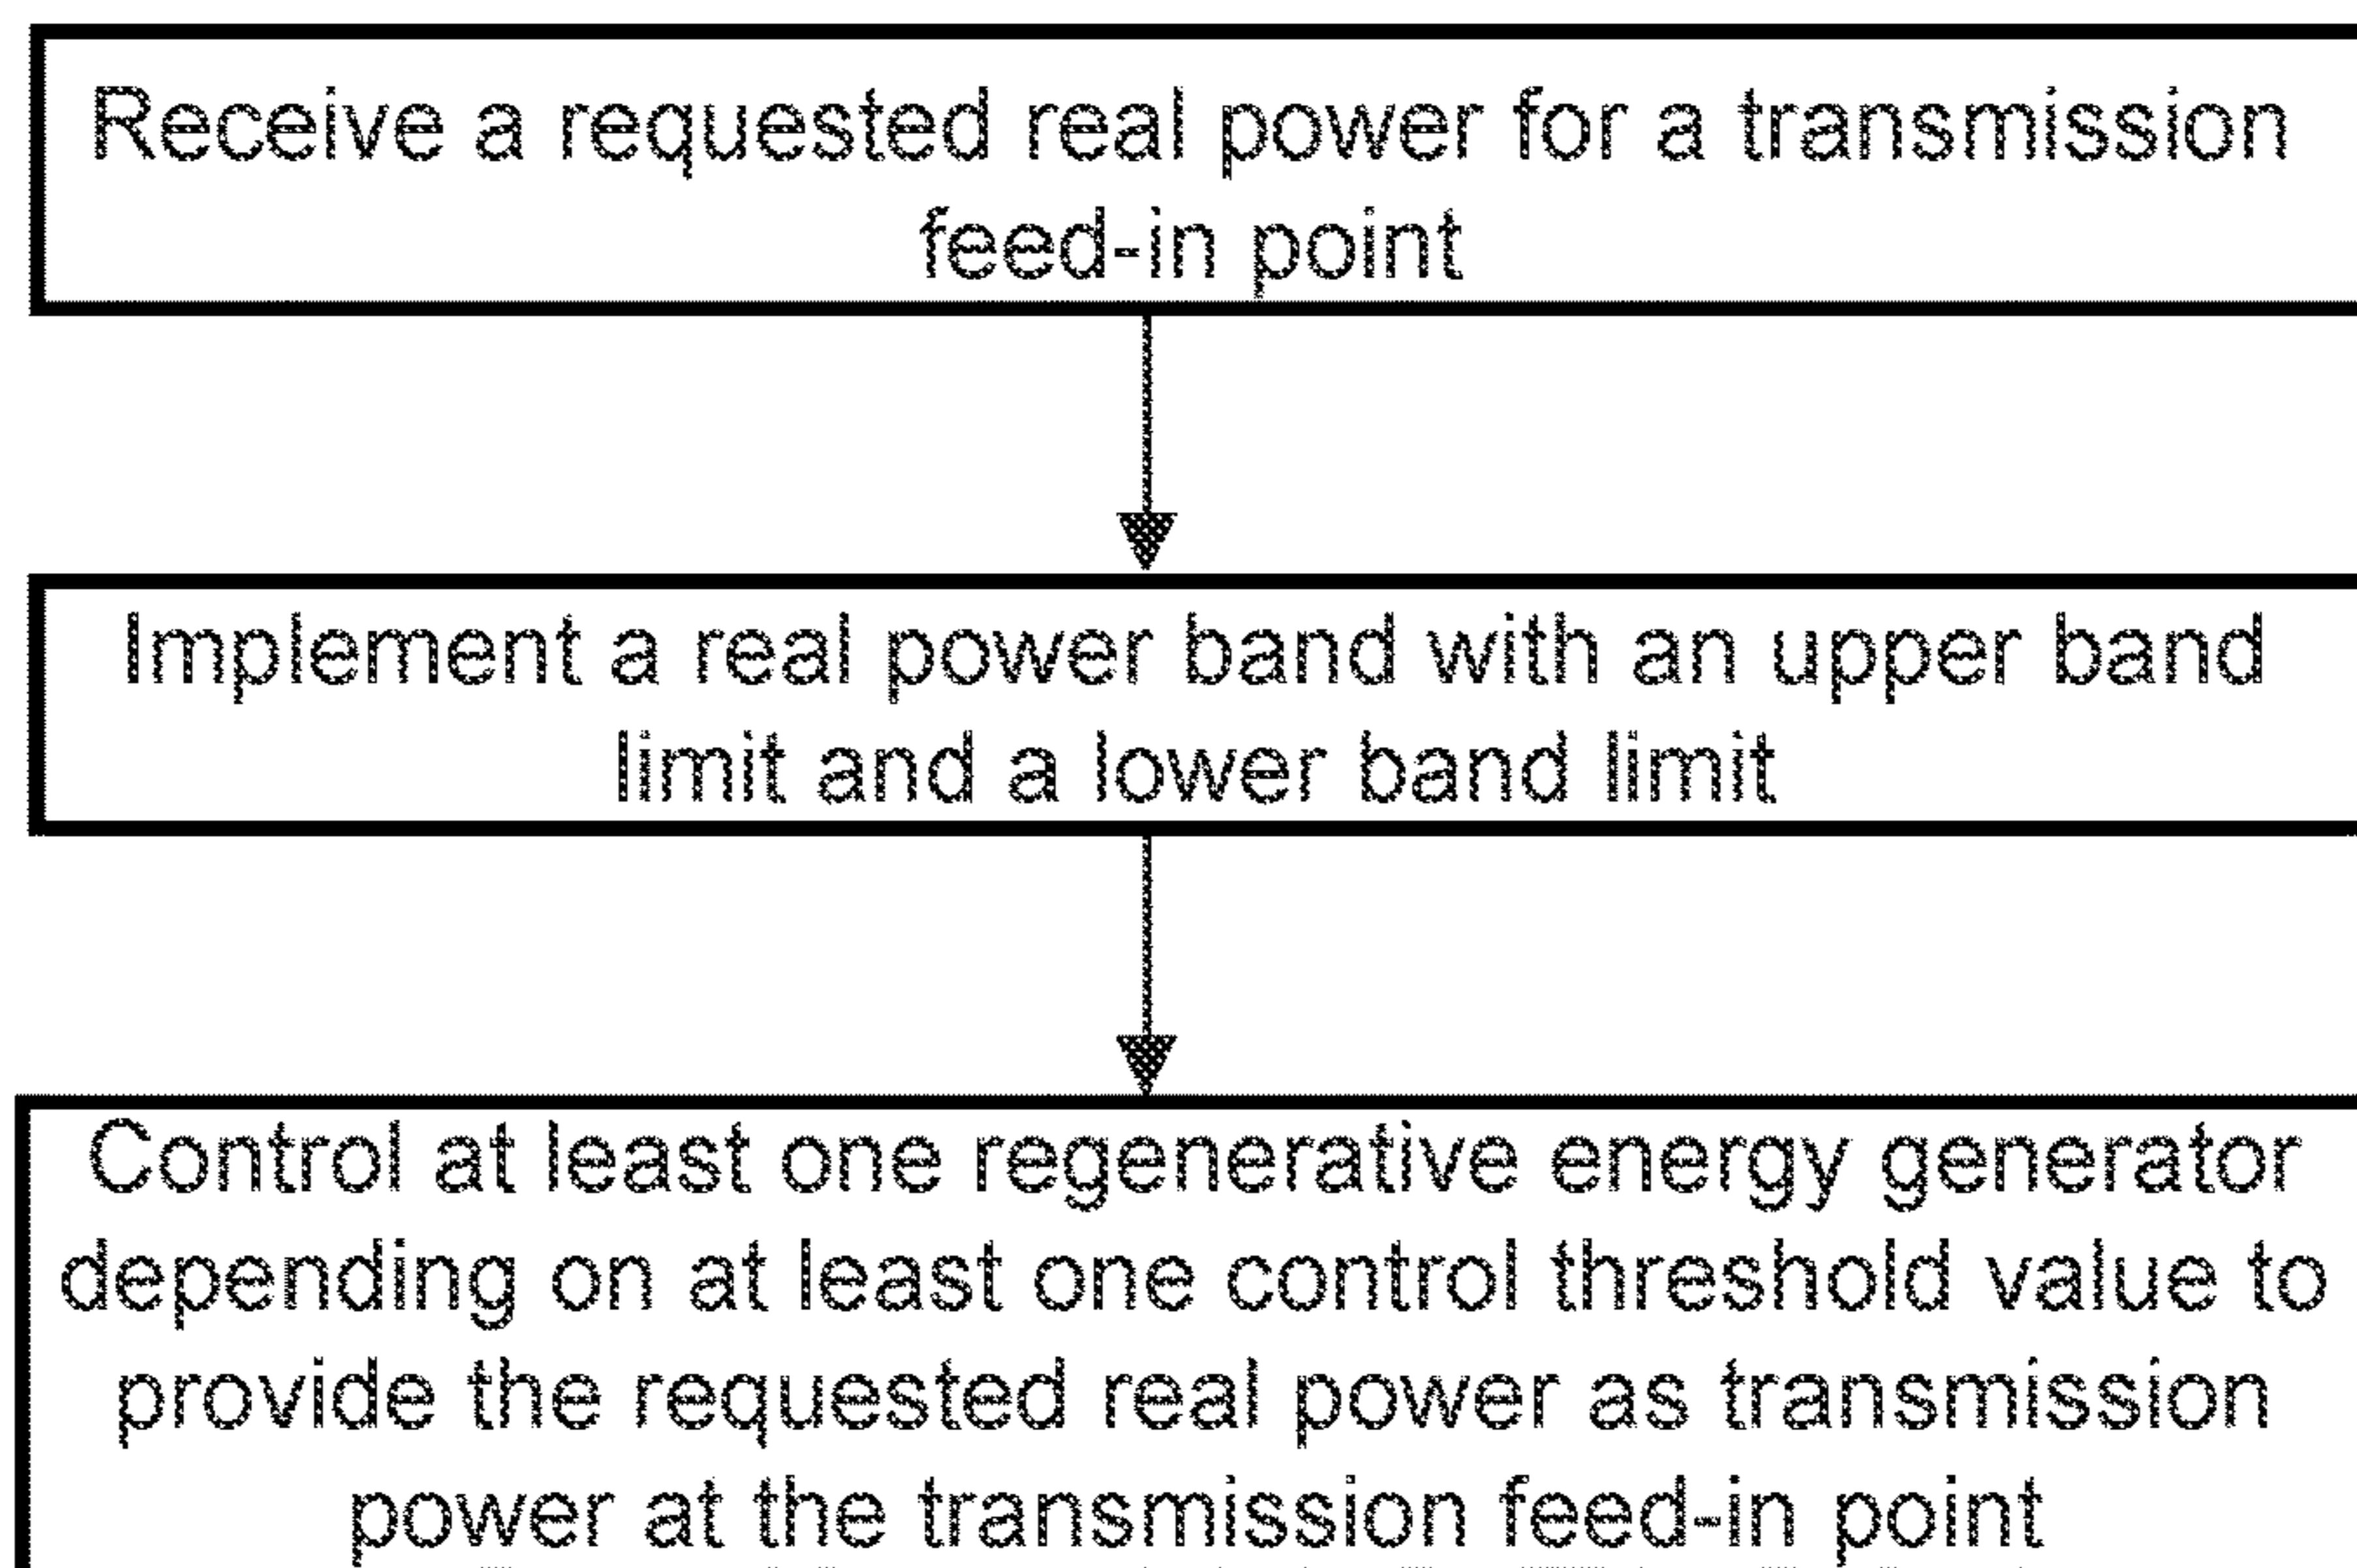 Receive a requested real power for a transmission
feed-in point
Implement a real power band with an upper band
limit and a lower band limit
Control at least one regenerative energy generator
depending on at least one control threshold value to
provide the requested real power as transmission
power at the transmission feed-in point